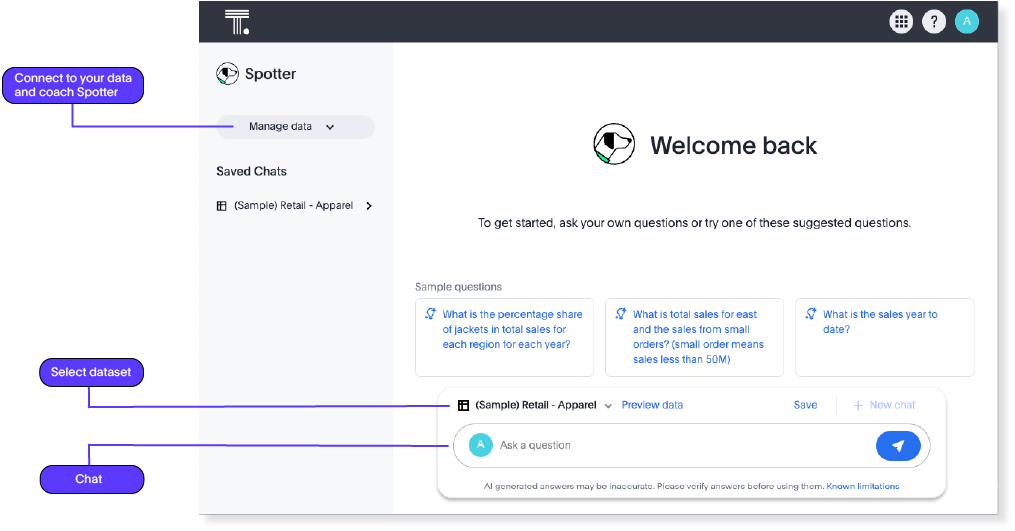 A
Connect to your data
and coach Spotter
Spotter
Manage data
Saved Chats
(Sample) Retail - Apparel
Welcome back
To get started, ask your own questions or try one of these suggested questions.
Sample questions
What is the percentage share
of jackets in total sales for
each region for each year?
What is total sales for east
and the sales from small
orders? (small order means
sales less than 50M)
What is the sales year to
date?
Select dataset
(Sample) Retail - Apparel
Preview data
Save
+ New chat
A
Ask a question
Chat
AI generated answers may be inaccurate. Please verify answers before using them. Known limitations